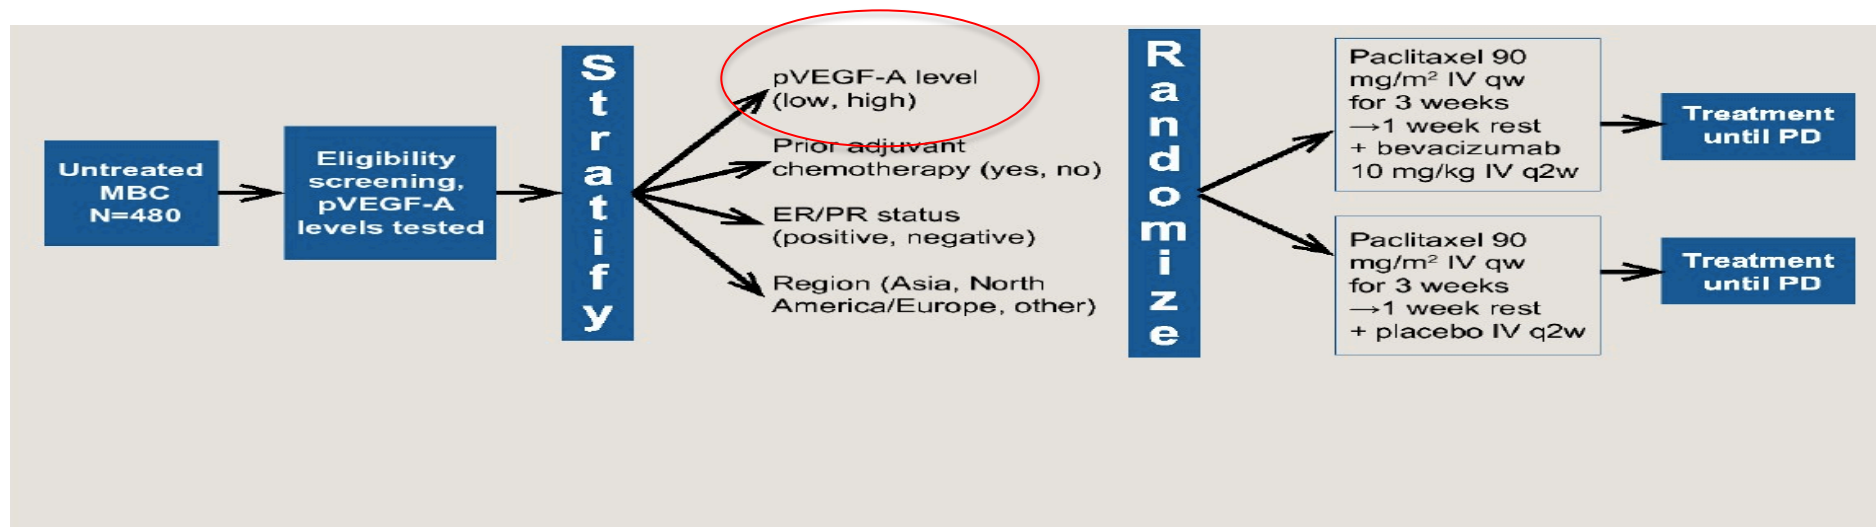 Untreated
MBC
N=480
Eligibility
screening,
pVEGF-A
levels tested
Stratify
pVEGF-A level
(low, high)
Prior adjuvant
chemotherapy (yes, no)
ER/PR status
(positive, negative)
Region (Asia, North
America/Europe, other)
Randomize
Paclitaxel 90
mg/m² IV qw
for 3 weeks
→1 week rest
+ bevacizumab
10 mg/kg IV q2w
Treatment
until PD
Paclitaxel 90
mg/m² IV qw
for 3 weeks
→1 week rest
+ placebo IV q2w
Treatment
until PD